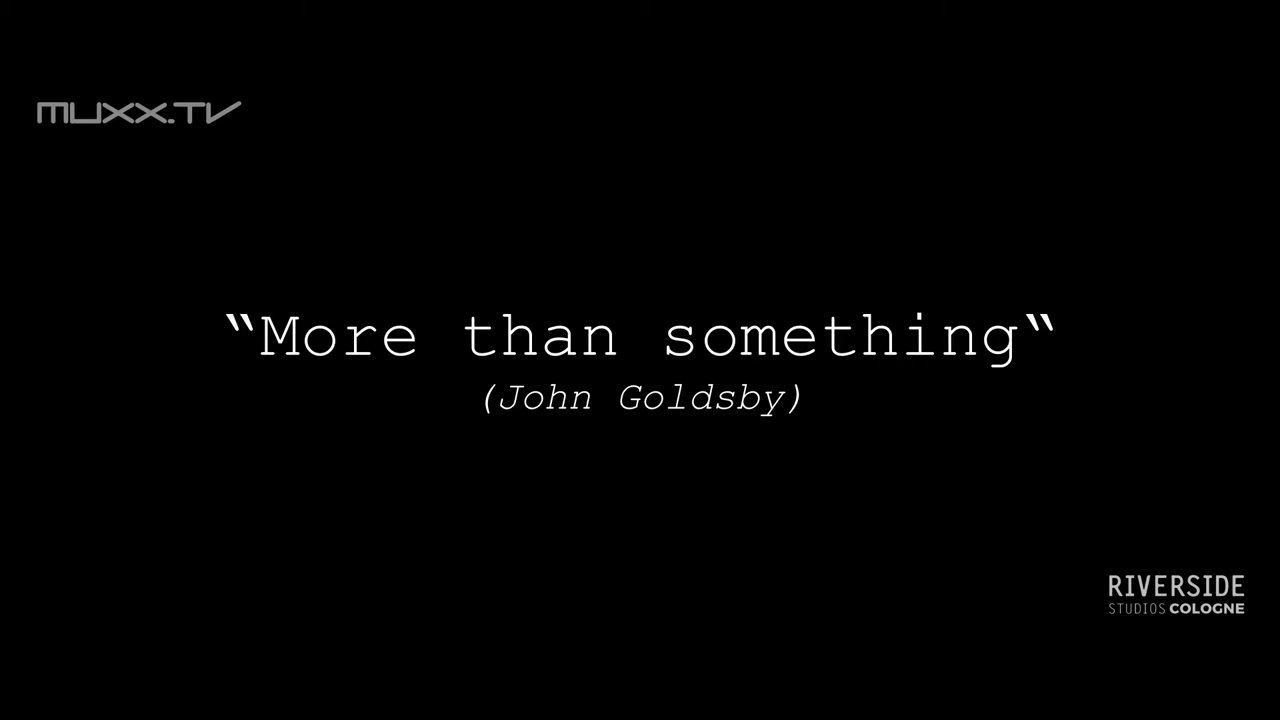 MUXX.TV
“More than something“
(John Goldsby)
RIVERSIDE
STUDIOS COLOGNE